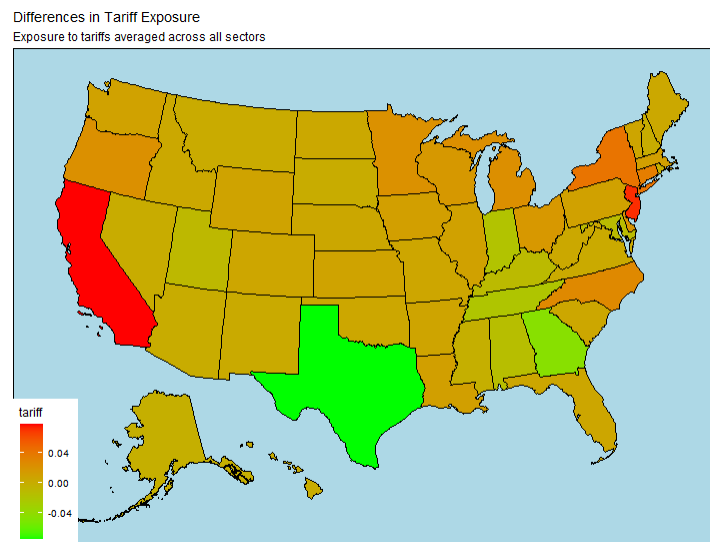 Differences in Tariff Exposure
Exposure to tariffs averaged across all sectors
tariff
0.04
0.00
-0.04